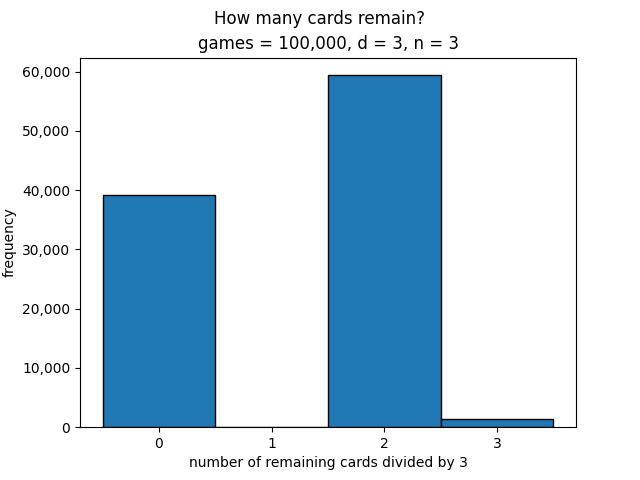 How many cards remain?
games = 100,000, d = 3, n = 3
60,000
50,000
40,000
30,000
20,000
10,000
0
frequency
0 1 2 3
number of remaining cards divided by 3